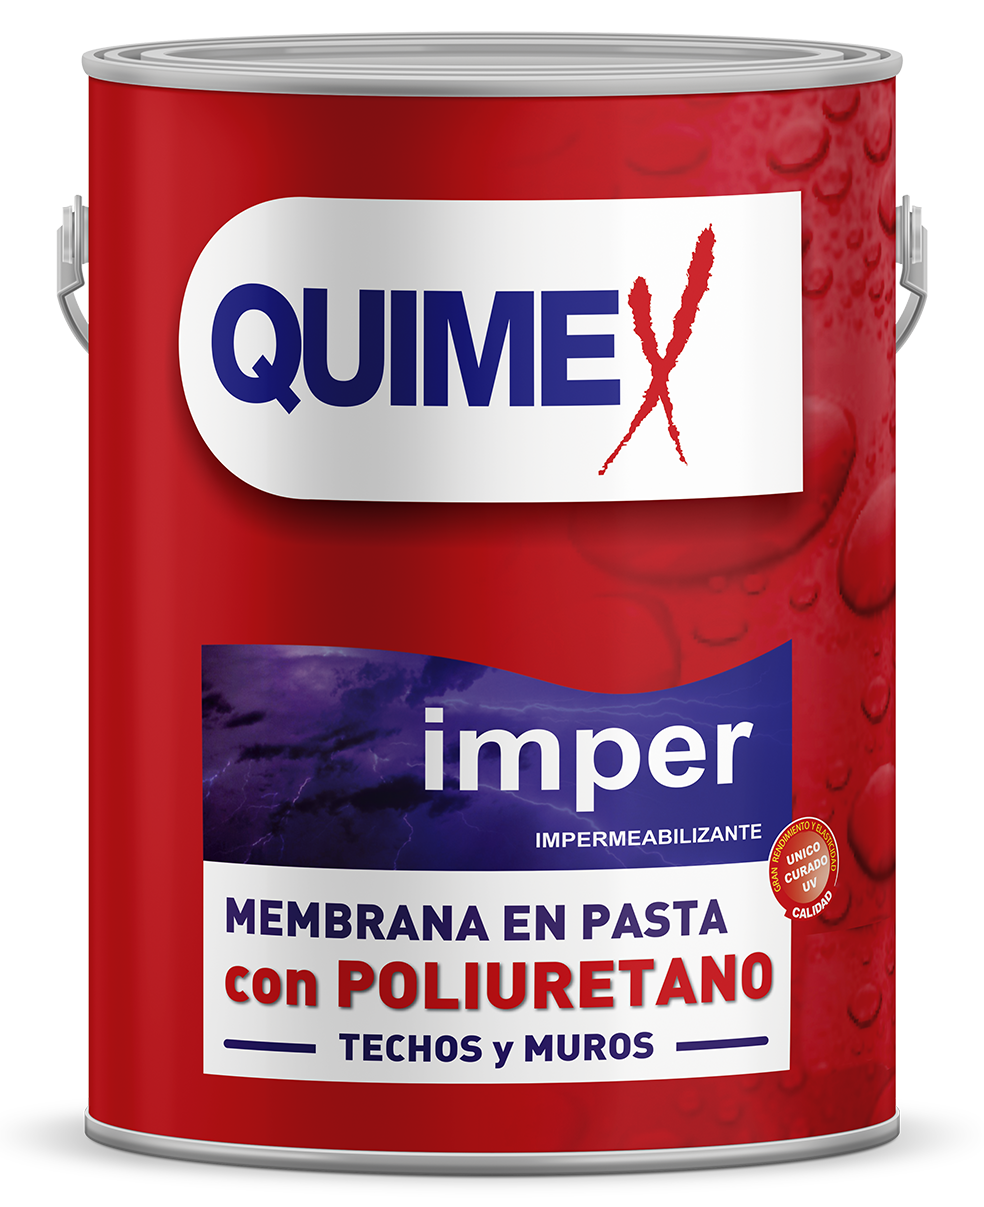 QUIMEX
imper
IMPERMEABILIZANTE
GRAN RENDIMIENTO Y ELASTICIDAD
UNICO
CURADO
UV
CALIDAD
MEMBRANA EN PASTA
con POLIURETANO
TECHOS y MUROS